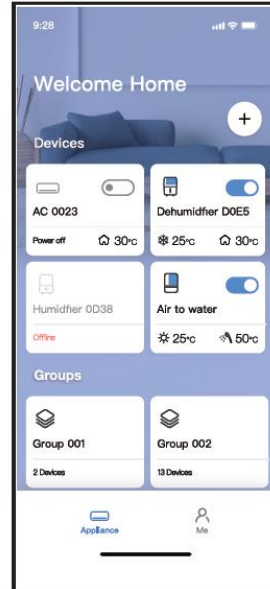 9:28
Welcome Home
+
Devices
AC 0023
Power off 30°c
Dehumidfier D0E5
25°c 30°c
Humidfier 0D38
Offline
Air to water
25°c 50°c
Groups
Group 001
2 Devices
Group 002
13 Devices
Appliance
Me